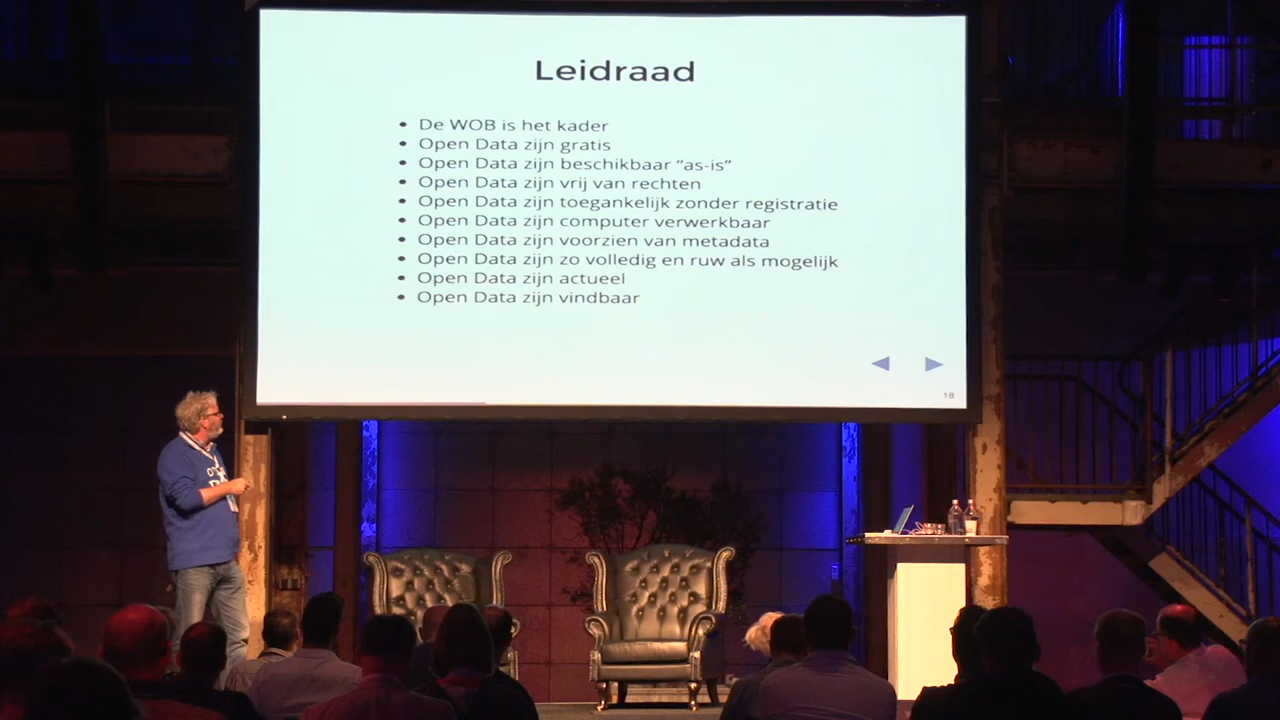 Leidraad
• De WOB is het kader
• Open Data zijn gratis
• Open Data zijn beschikbaar “as-is”
• Open Data zijn vrij van rechten
• Open Data zijn toegankelijk zonder registratie
• Open Data zijn computer verwerkbaar
• Open Data zijn voorzien van metadata
• Open Data zijn zo volledig en ruw als mogelijk
• Open Data zijn actueel
• Open Data zijn vindbaar
18